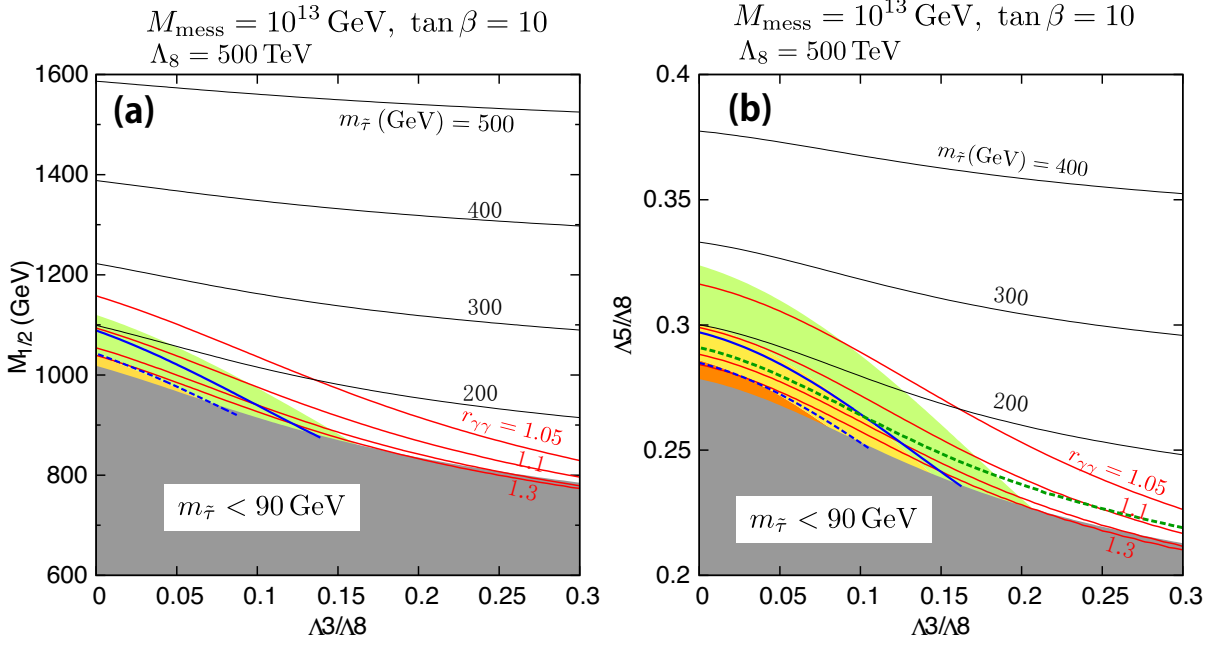 M_mess = 10^13 GeV, tan β = 10
Λ_8 = 500 TeV
(a)
1600
1400
1200
1000
800
600
M_1/2 (GeV)
m_τ̃ (GeV) = 500
400
300
200
r_γγ = 1.05
1.1
1.3
m_τ̃ < 90 GeV
0
0.05
0.1
0.15
0.2
0.25
0.3
Λ3/Λ8
M_mess = 10^13 GeV, tan β = 10
Λ_8 = 500 TeV
(b)
0.4
0.35
0.3
0.25
0.2
Λ5/Λ8
m_τ̃(GeV) = 400
300
200
r_γγ = 1.05
1.1
1.3
m_τ̃ < 90 GeV
0
0.05
0.1
0.15
0.2
0.25
0.3
Λ3/Λ8